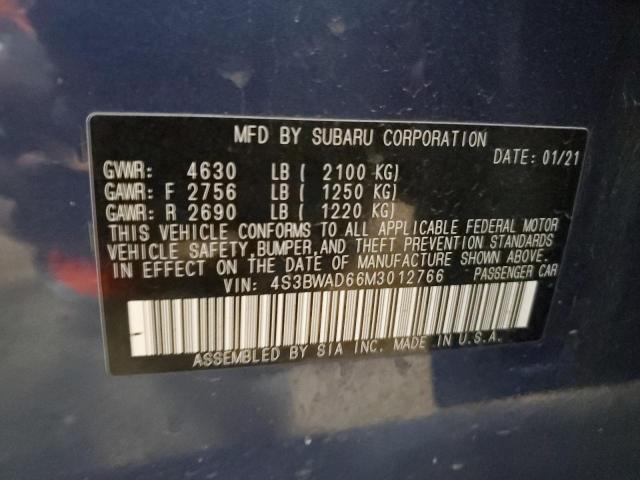 MFD BY SUBARU CORPORATION
DATE: 01/21
GVWR: 4630 LB ( 2100 KG)
GAWR: F 2756 LB ( 1250 KG)
GAWR: R 2690 LB ( 1220 KG)
THIS VEHICLE CONFORMS TO ALL APPLICABLE FEDERAL MOTOR
VEHICLE SAFETY, BUMPER, AND THEFT PREVENTION STANDARDS
IN EFFECT ON THE DATE OF MANUFACTURE SHOWN ABOVE.
VIN: 4S3BWAD66M3012766 PASSENGER CAR
ASSEMBLED BY SIA INC. MADE IN U.S.A.